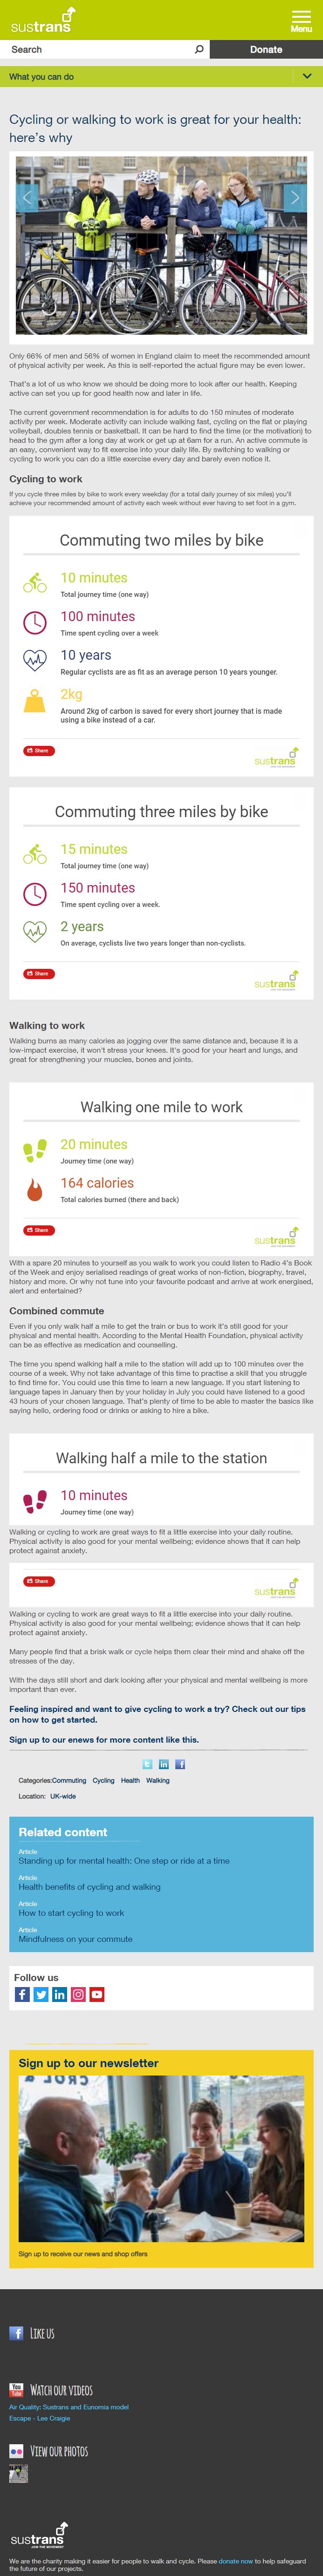 sustrans
Menu
Search
Donate
What you can do
Cycling or walking to work is great for your health:
here's why
Only 66% of men and 56% of women in England claim to meet the recommended amount
of physical activity per week. As this is self-reported the actual figure may be even lower.
That's a lot of us who know we should be doing more to look after our health. Keeping
active can set you up for good health now and later in life.
The current government recommendation is for adults to do 150 minutes of moderate
activity per week. Moderate activity can include walking fast, cycling on the flat or playing
volleyball, doubles tennis or basketball. It can be hard to find the time (or the motivation) to
head to the gym after a long day at work or get up at 6am for a run. An active commute is
an easy, convenient way to fit exercise into your daily life. By switching to walking or
cycling to work you can do a little exercise every day and barely even notice it.
Cycling to work
If you cycle three miles by bike to work every weekday (for a total daily journey of six miles) you'll
achieve your recommended amount of activity each week without ever having to set foot in a gym.
Commuting two miles by bike
10 minutes
Total journey time (one way)
100 minutes
Time spent cycling over a week
10 years
Regular cyclists are as fit as an average person 10 years younger.
2kg
Around 2kg of carbon is saved for every short journey that is made
using a bike instead of a car.
Share
sustrans
JOIN THE MOVEMENT
Commuting three miles by bike
15 minutes
Total journey time (one way)
150 minutes
Time spent cycling over a week.
2 years
On average, cyclists live two years longer than non-cyclists.
Share
sustrans
JOIN THE MOVEMENT
Walking to work
Walking burns as many calories as jogging over the same distance and, because it is a
low-impact exercise, it won't stress your knees. It's good for your heart and lungs, and
great for strengthening your muscles, bones and joints.
Walking one mile to work
20 minutes
Journey time (one way)
164 calories
Total calories burned (there and back)
Share
sustrans
JOIN THE MOVEMENT
With a spare 20 minutes to yourself as you walk to work you could listen to Radio 4's Book
of the Week and enjoy serialised readings of great works of non-fiction, biography, travel,
history and more. Or why not tune into your favourite podcast and arrive at work energised,
alert and entertained?
Combined commute
Even if you only walk half a mile to get the train or bus to work it's still good for your
physical and mental health. According to the Mental Health Foundation, physical activity
can be as effective as medication and counselling.
The time you spend walking half a mile to the station will add up to 100 minutes over the
course of a week. Why not take advantage of this time to practise a skill that you struggle
to find time for. You could use this time to learn a new language. If you start listening to
language tapes in January then by your holiday in July you could have listened to a good
43 hours of your chosen language. That's plenty of time to be able to master the basics like
saying hello, ordering food or drinks or asking to hire a bike.
Walking half a mile to the station
10 minutes
Journey time (one way)
Walking or cycling to work are great ways to fit a little exercise into your daily routine.
Physical activity is also good for your mental wellbeing; evidence shows that it can help
protect against anxiety.
Share
sustrans
JOIN THE MOVEMENT
Walking or cycling to work are great ways to fit a little exercise into your daily routine.
Physical activity is also good for your mental wellbeing; evidence shows that it can help
protect against anxiety.
Many people find that a brisk walk or cycle helps them clear their mind and shake off the
stresses of the day.
With the days still short and dark looking after your physical and mental wellbeing is more
important than ever.
Feeling inspired and want to give cycling to work a try? Check out our tips
on how to get started.
Sign up to our enews for more content like this.
Categories:Commuting Cycling Health Walking
Location: UK-wide
Related content
Article
Standing up for mental health: One step or ride at a time
Article
Health benefits of cycling and walking
Article
How to start cycling to work
Article
Mindfulness on your commute
Follow us
Sign up to our newsletter
Sign up to receive our news and shop offers
Like us
You Tube
Watch our videos
Air Quality: Sustrans and Eunomia model
Escape - Lee Craigie
View our photos
sustrans
JOIN THE MOVEMENT
We are the charity making it easier for people to walk and cycle. Please donate now to help safeguard
the future of our projects.